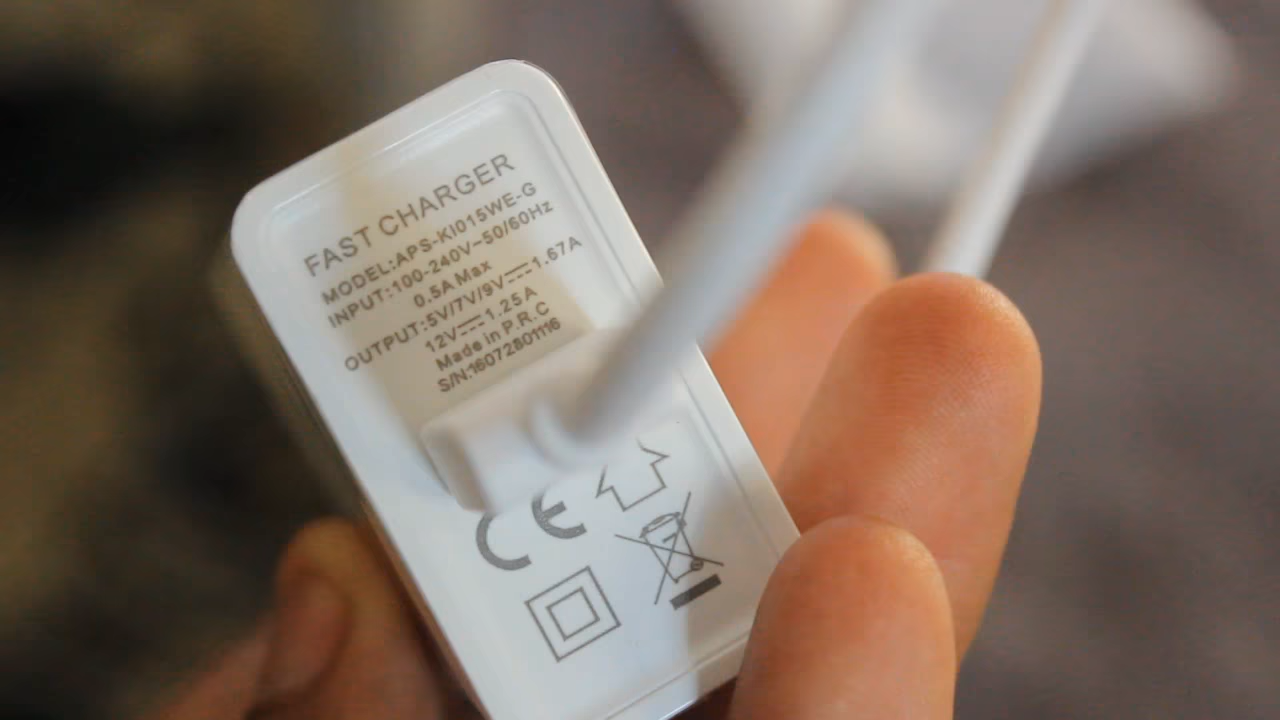 FAST CHARGER
MODEL:APS-KI015WE-G
INPUT:100-240V~50/60Hz
0.5A Max
OUTPUT:5V/7V/9V⎓1.67A
12V⎓1.25A
Made in P.R.C
S/N:16072801116
CE